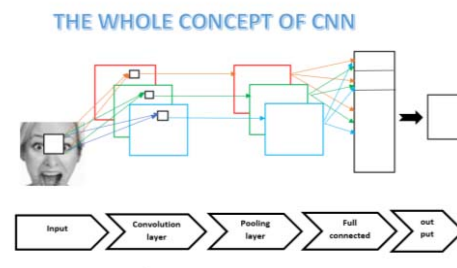 THE WHOLE CONCEPT OF CNN
Input
Convolution
layer
Pooling
layer
Full
connected
out
put